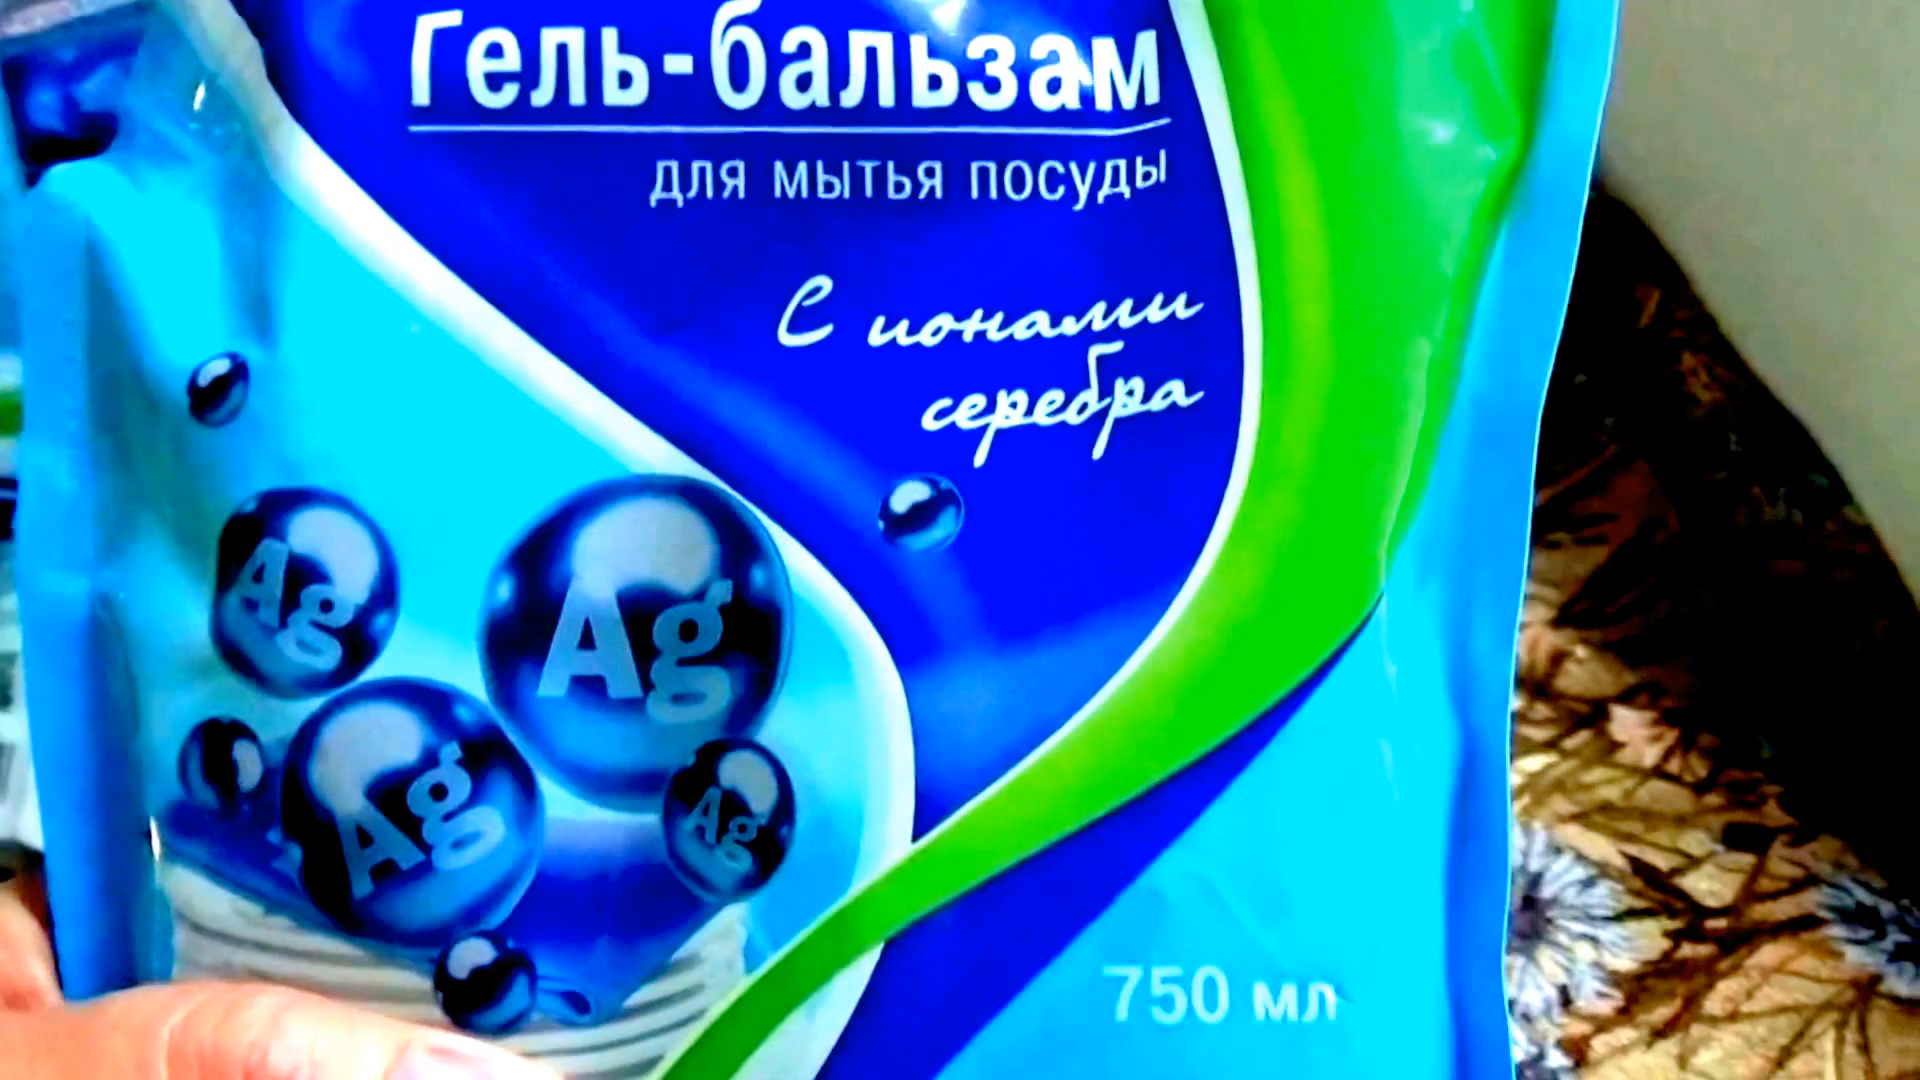 Гель-бальзам
для мытья посуды
С ионами
серебра
Ag
Ag
Ag
Ag
750 мл